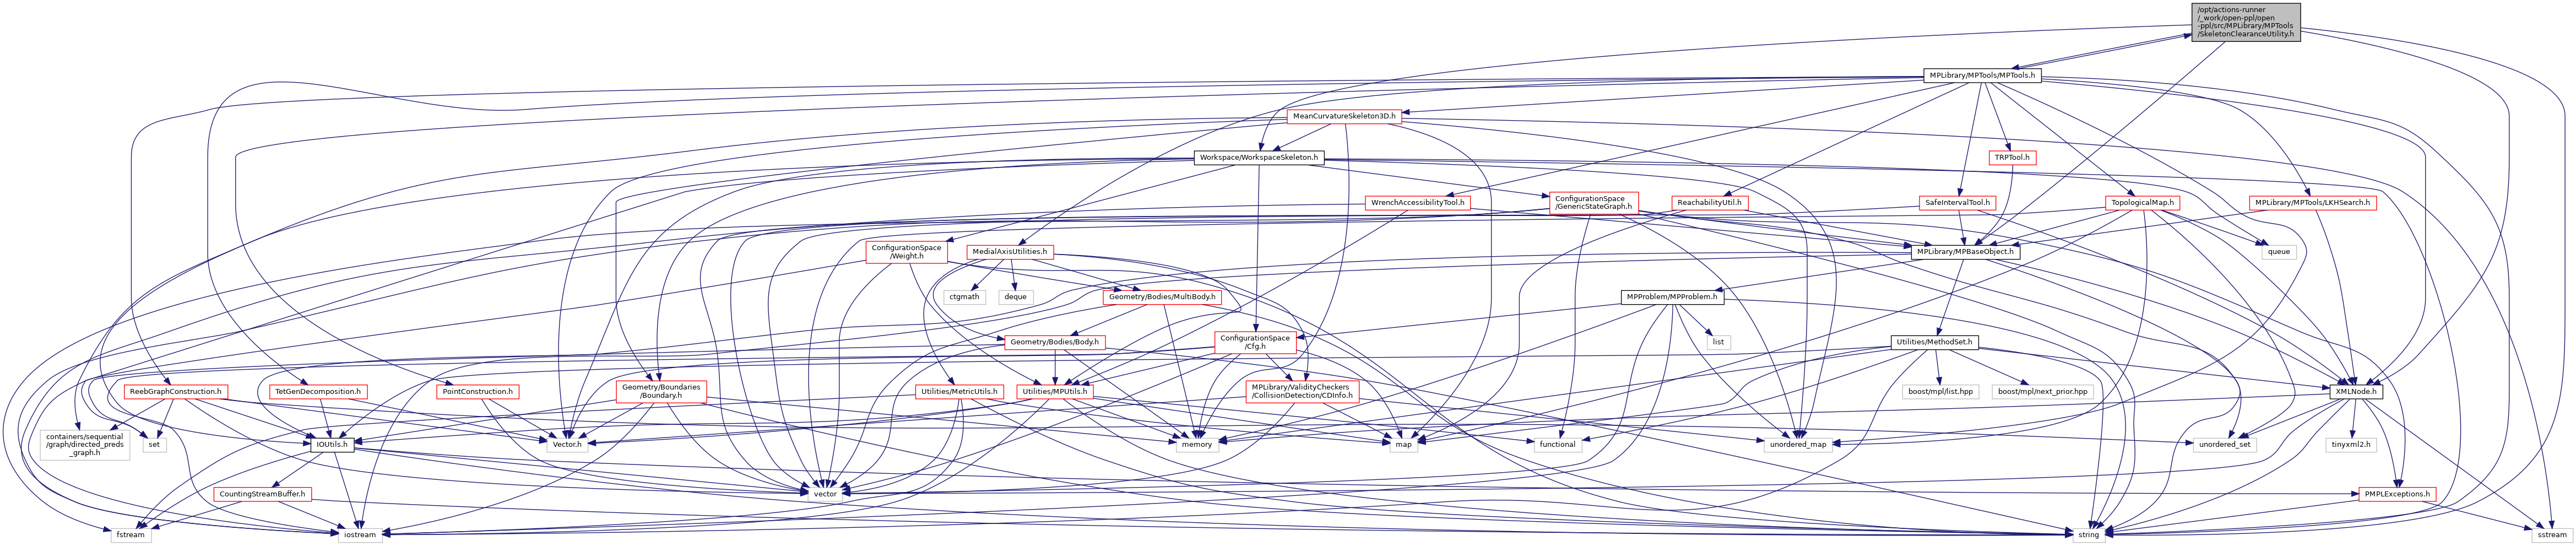 /opt/actions-runner
/_work/open-ppl/open
-ppl/src/MPLibrary/MPTools
/SkeletonClearanceUtility.h
MPLibrary/MPTools/MPTools.h
MeanCurvatureSkeleton3D.h
Workspace/WorkspaceSkeleton.h
TRPTool.h
WrenchAccessibilityTool.h
ConfigurationSpace
/GenericStateGraph.h
ReachabilityUtil.h
SafeIntervalTool.h
TopologicalMap.h
MPLibrary/MPTools/LKHSearch.h
ConfigurationSpace
/Weight.h
MedialAxisUtilities.h
MPLibrary/MPBaseObject.h
queue
ctgmath
deque
Geometry/Bodies/MultiBody.h
MPProblem/MPProblem.h
Geometry/Bodies/Body.h
ConfigurationSpace
/Cfg.h
list
Utilities/MethodSet.h
ReebGraphConstruction.h
TetGenDecomposition.h
PointConstruction.h
Geometry/Boundaries
/Boundary.h
Utilities/MetricUtils.h
Utilities/MPUtils.h
MPLibrary/ValidityCheckers
/CollisionDetection/CDInfo.h
boost/mpl/list.hpp
boost/mpl/next_prior.hpp
XMLNode.h
containers/sequential
/graph/directed_preds
_graph.h
set
IOUtils.h
Vector.h
memory
map
functional
unordered_map
unordered_set
tinyxml2.h
CountingStreamBuffer.h
vector
PMPLExceptions.h
fstream
iostream
string
sstream